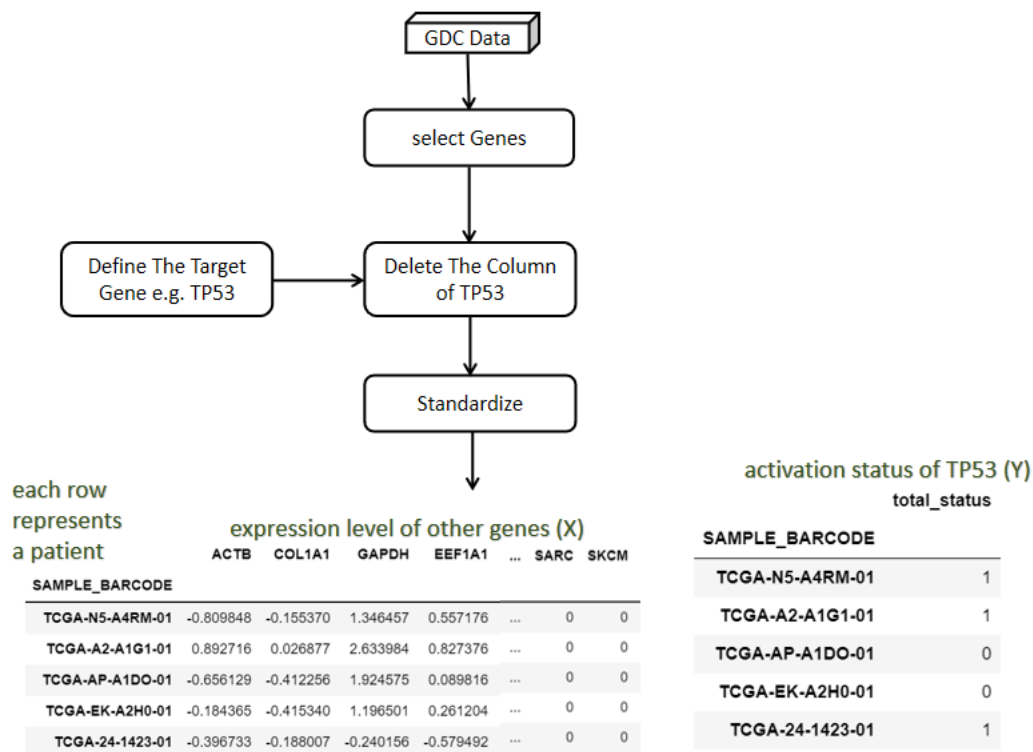 GDC Data
select Genes
Define The Target
Gene e.g. TP53
Delete The Column
of TP53
Standardize
each row
represents
a patient
expression level of other genes (X)
ACTB COL1A1 GAPDH EEF1A1 ... SARC SKCM
SAMPLE_BARCODE
TCGA-N5-A4RM-01 -0.809848 -0.155370 1.346457 0.557176 ... 0 0
TCGA-A2-A1G1-01 0.892716 0.026877 2.633984 0.827376 ... 0 0
TCGA-AP-A1DO-01 -0.656129 -0.412256 1.924575 0.089816 ... 0 0
TCGA-EK-A2H0-01 -0.184365 -0.415340 1.196501 0.261204 ... 0 0
TCGA-24-1423-01 -0.396733 -0.188007 -0.240156 -0.579492 ... 0 0
activation status of TP53 (Y)
total_status
SAMPLE_BARCODE
TCGA-N5-A4RM-01 1
TCGA-A2-A1G1-01 1
TCGA-AP-A1DO-01 0
TCGA-EK-A2H0-01 0
TCGA-24-1423-01 1